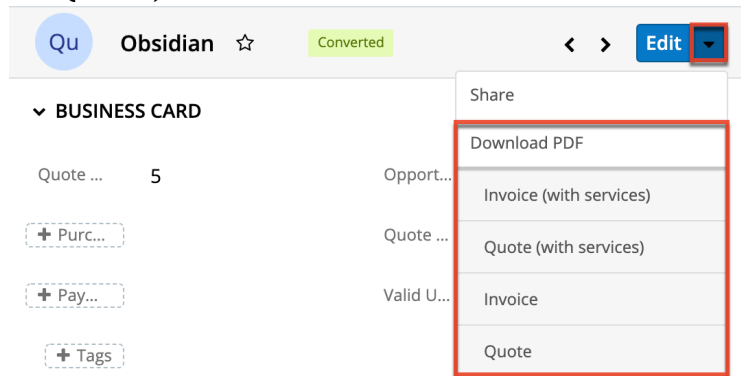 Qu Obsidian Converted Edit
Share
BUSINESS CARD
Download PDF
Quote ... 5 Opport...
Invoice (with services)
+ Purc... Quote ...
Quote (with services)
+ Pay... Valid U...
Invoice
+ Tags
Quote